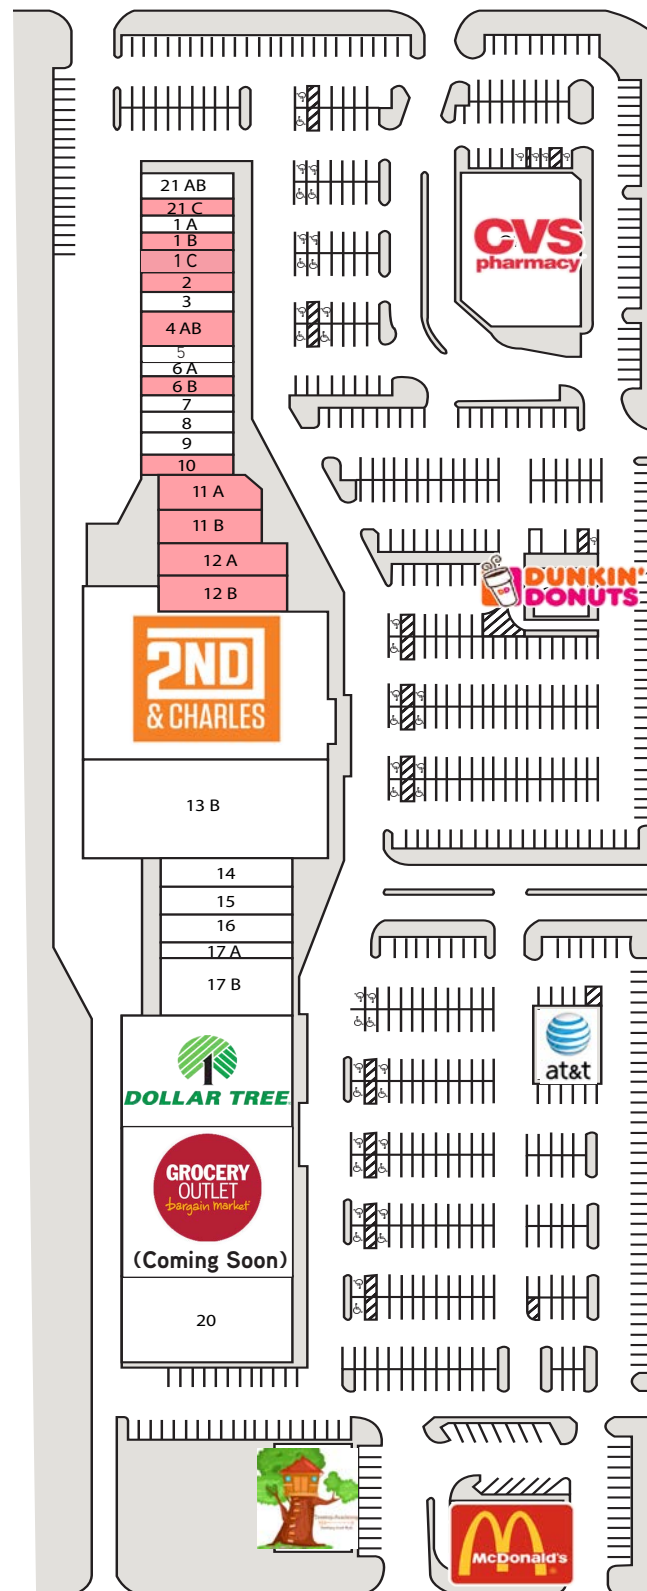 21 AB
21 C
1 A
1 B
1 C
2
3
4 AB
5
6 A
6 B
7
8
9
10
11 A
11 B
12 A
12 B
CVS
pharmacy
DD
DUNKIN'
DONUTS
2ND
& CHARLES
13 B
14
15
16
17 A
17 B
at&t
DOLLAR TREE
GROCERY
OUTLET
bargain market
(Coming Soon)
20
McDonald's